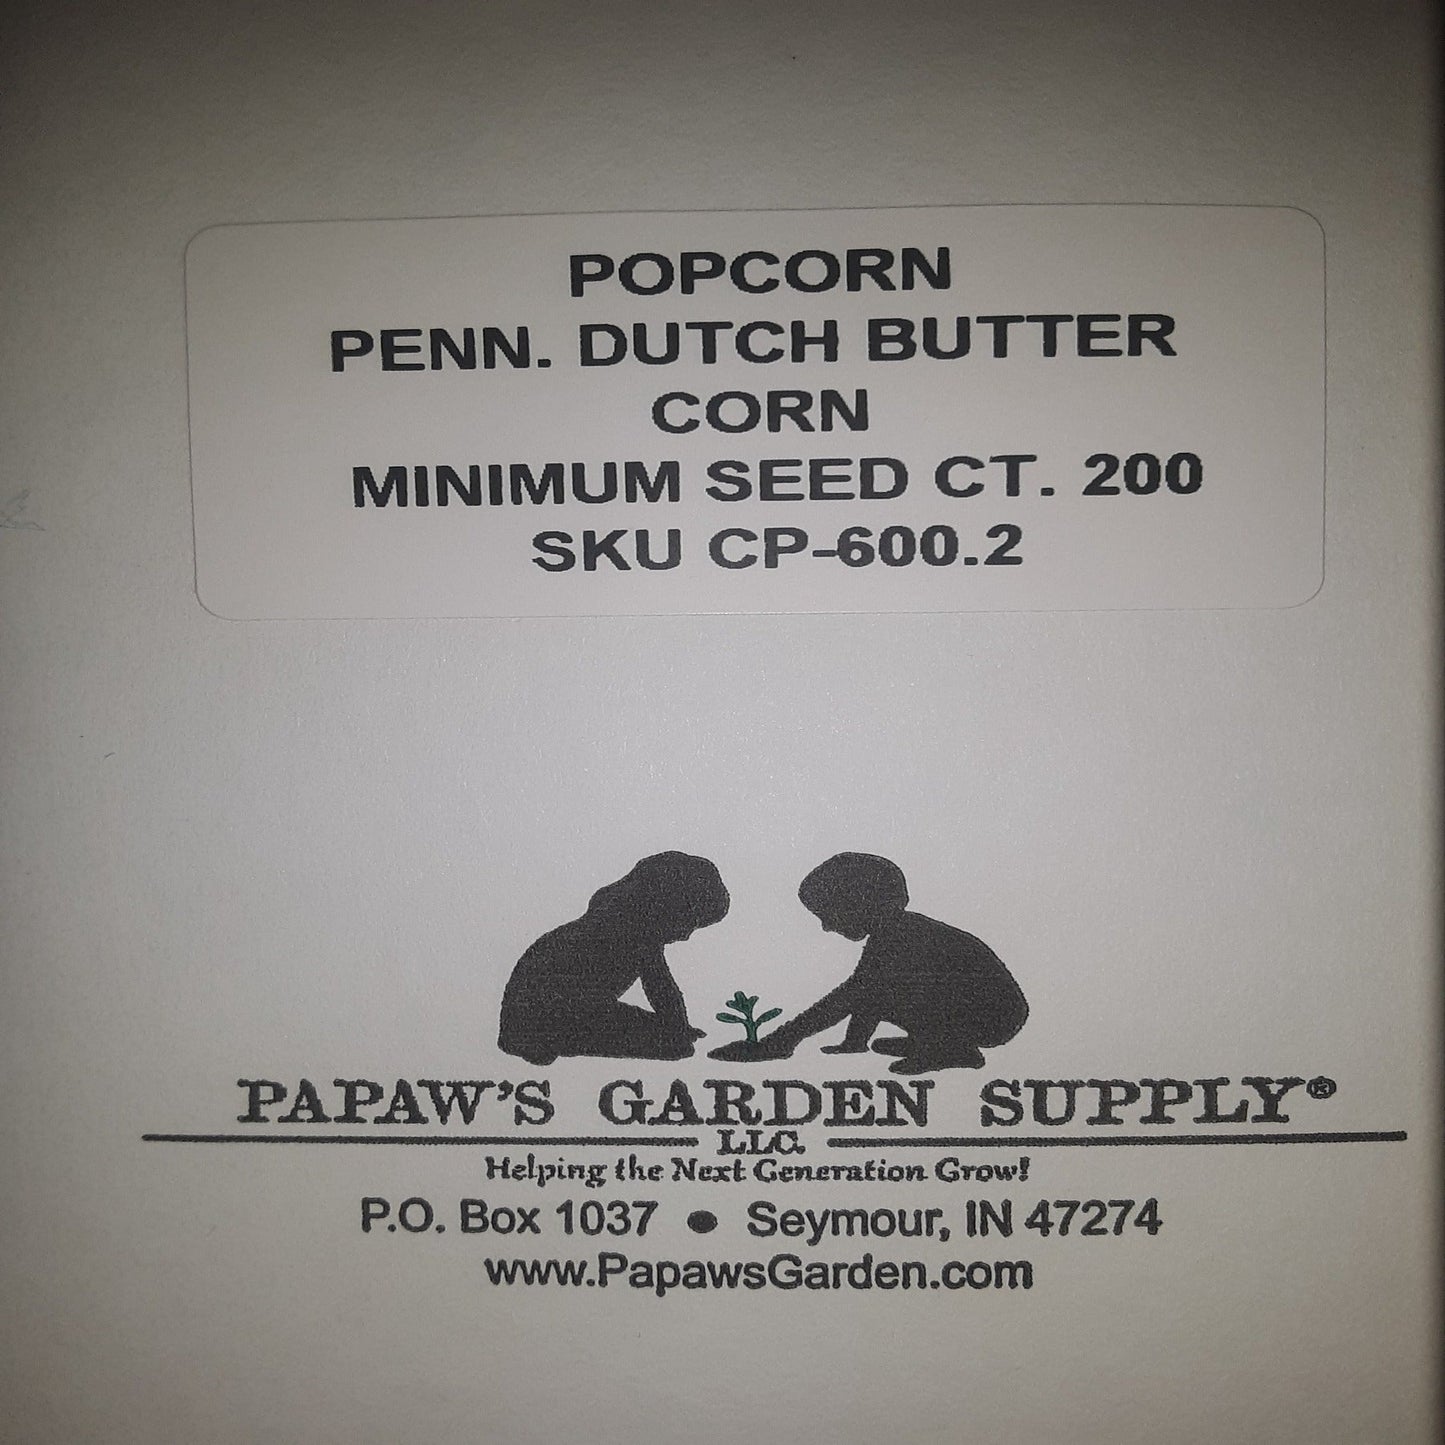 POPCORN
PENN. DUTCH BUTTER
CORN
MINIMUM SEED CT. 200
SKU CP-600.2
PAPAW'S GARDEN SUPPLY®
LLC.
Helping the Next Generation Grow!
P.O. Box 1037 ● Seymour, IN 47274
www.PapawsGarden.com